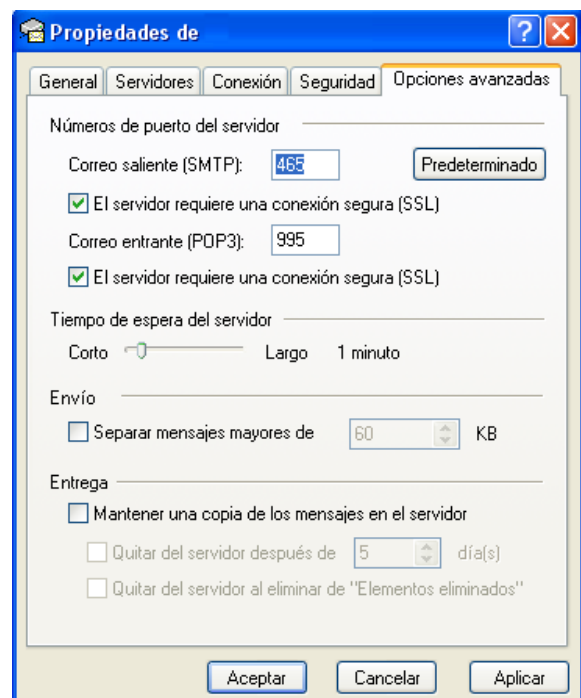 Propiedades de
General Servidores Conexión Seguridad Opciones avanzadas
Números de puerto del servidor
Correo saliente (SMTP): 465 Predeterminado
El servidor requiere una conexión segura (SSL)
Correo entrante (POP3): 995
El servidor requiere una conexión segura (SSL)
Tiempo de espera del servidor
Corto Largo 1 minuto
Envío
Separar mensajes mayores de 60 KB
Entrega
Mantener una copia de los mensajes en el servidor
Quitar del servidor después de 5 día(s)
Quitar del servidor al eliminar de "Elementos eliminados"
Aceptar Cancelar Aplicar